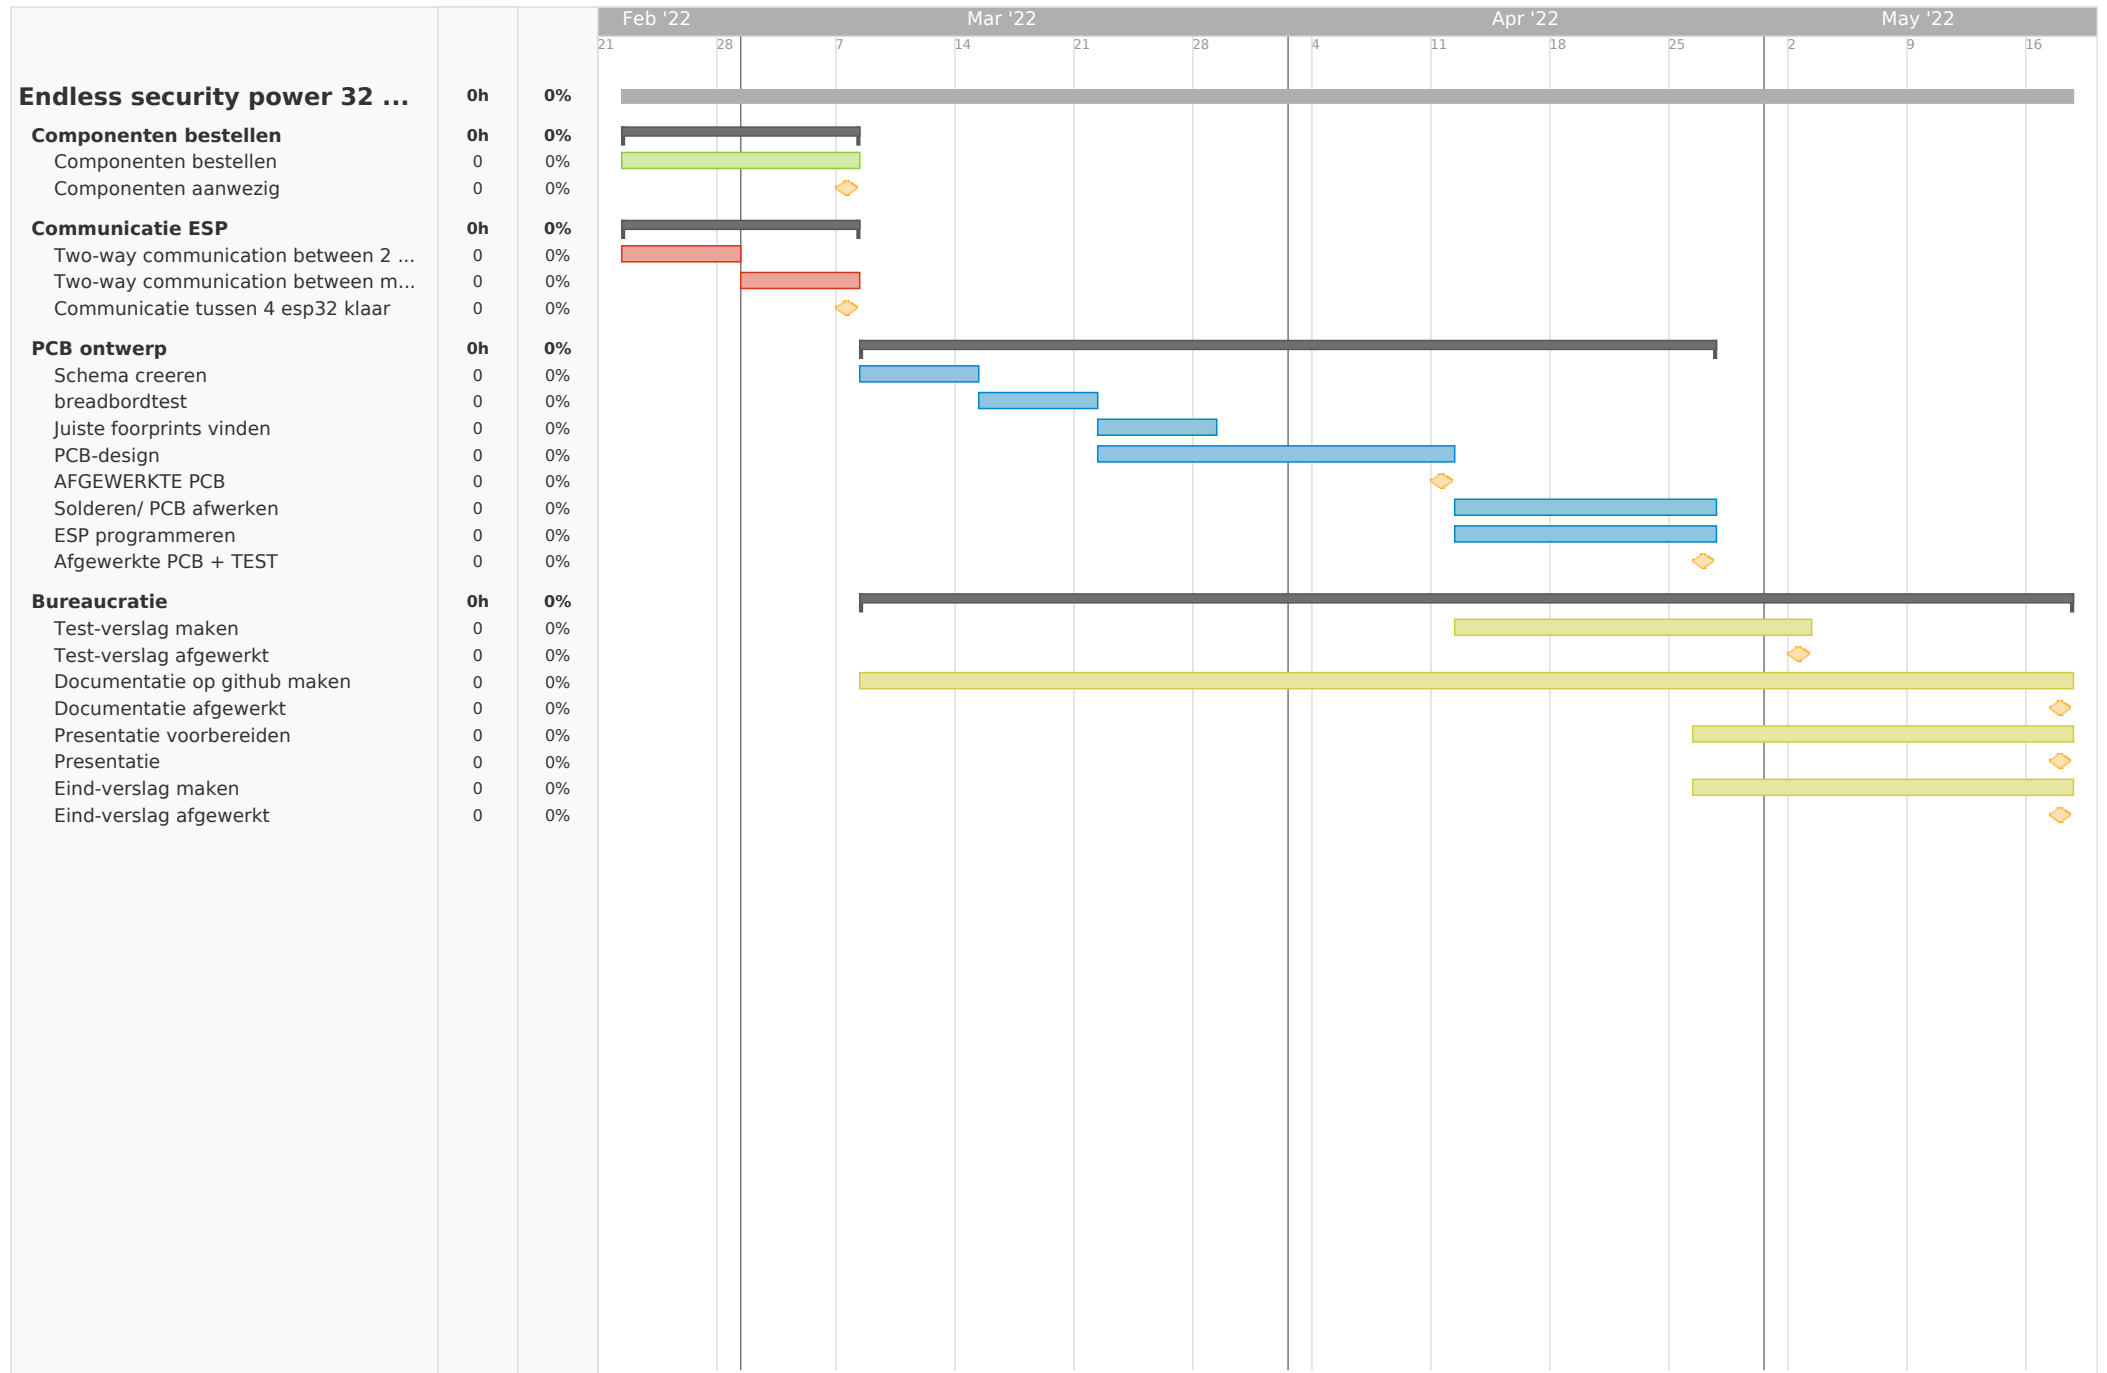 Feb '22 Mar '22 Apr '22 May '22
21 28 7 14 21 28 4 11 18 25 2 9 16
Endless security power 32 ... 0h 0%
Componenten bestellen 0h 0%
Componenten bestellen 0 0%
Componenten aanwezig 0 0%
Communicatie ESP 0h 0%
Two-way communication between 2 ... 0 0%
Two-way communication between m... 0 0%
Communicatie tussen 4 esp32 klaar 0 0%
PCB ontwerp 0h 0%
Schema creeren 0 0%
breadbordtest 0 0%
Juiste foorprints vinden 0 0%
PCB-design 0 0%
AFGEWERKTE PCB 0 0%
Solderen/ PCB afwerken 0 0%
ESP programmeren 0 0%
Afgewerkte PCB + TEST 0 0%
Bureaucratie 0h 0%
Test-verslag maken 0 0%
Test-verslag afgewerkt 0 0%
Documentatie op github maken 0 0%
Documentatie afgewerkt 0 0%
Presentatie voorbereiden 0 0%
Presentatie 0 0%
Eind-verslag maken 0 0%
Eind-verslag afgewerkt 0 0%